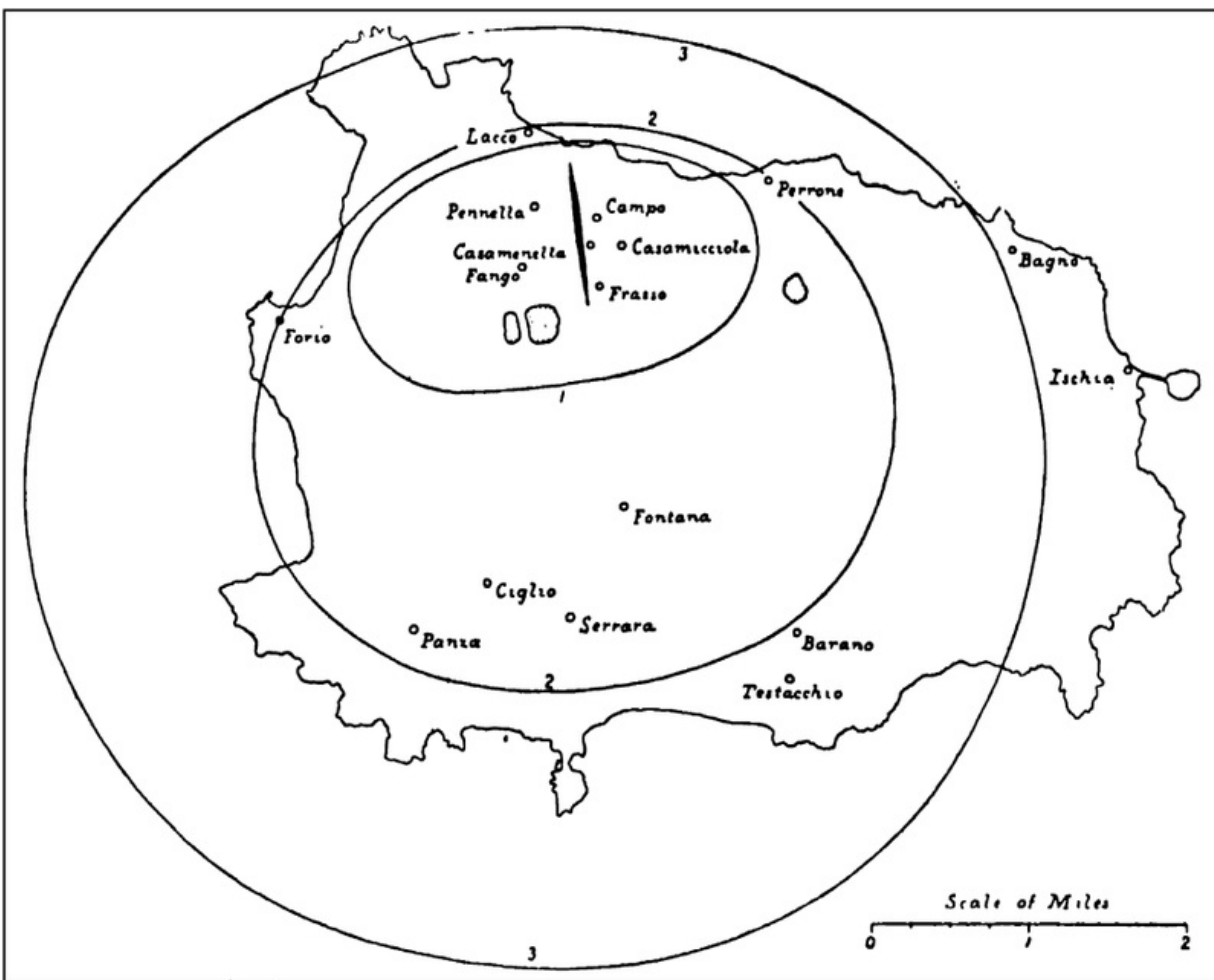 3
2
Lacco
Perrone
Pennella
Campo
Casamenella
Casamicciola
Fango
Bagno
Frasso
Forio
Ischia
1
Fontana
Ciglio
Serrara
Panza
Barano
2
Testacchio
Scale of Miles
0 1 2
3